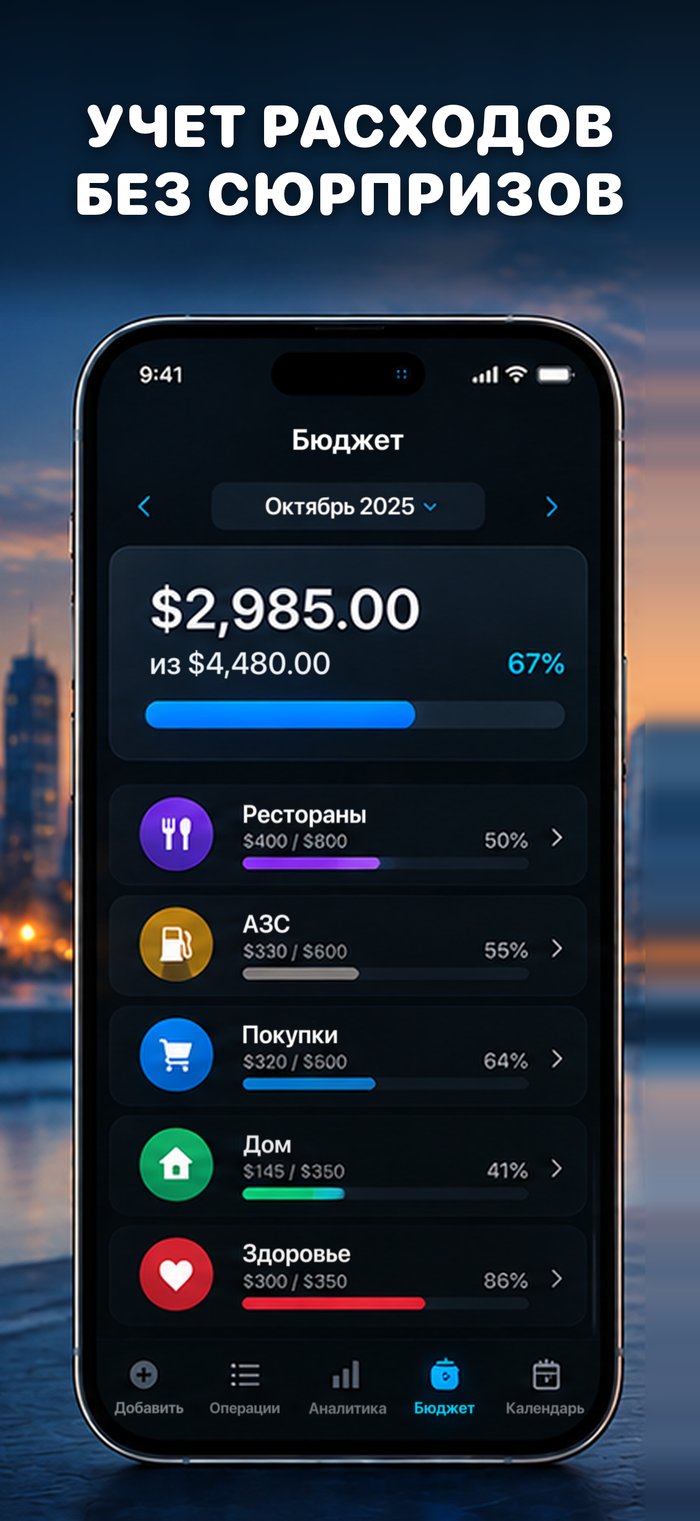 УЧЕТ РАСХОДОВ
БЕЗ СЮРПРИЗОВ
9:41
Бюджет
Октябрь 2025
$2,985.00
из $4,480.00
67%
Рестораны
$400 / $800
50%
АЗС
$330 / $600
55%
Покупки
$320 / $600
64%
Дом
$145 / $350
41%
Здоровье
$300 / $350
86%
Добавить
Операции
Аналитика
Бюджет
Календарь